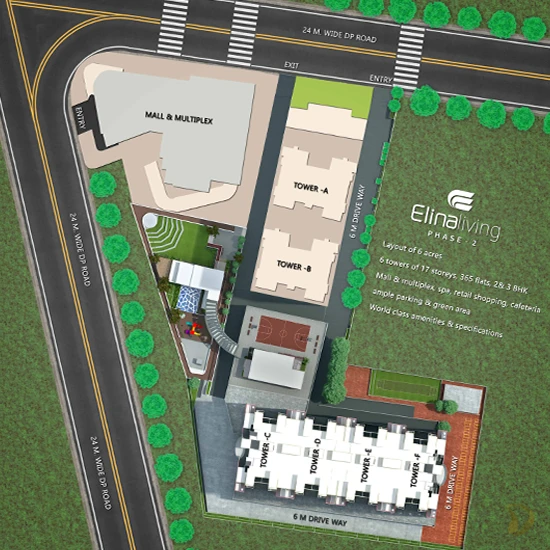 24 M. WIDE DP ROAD
EXIT
ENTRY
ENTRY
MALL & MULTIPLEX
TOWER -A
6 M DRIVE WAY
TOWER -B
24 M. WIDE DP ROAD
Elinaliving
PHASE - 2
Layout of 6 acres
6 towers of 17 storeys, 365 flats, 2& 3 BHK
Mall & multiplex, spa, retail shopping, cafeteria
ample parking & green area
World class amenities & specifications
24 M. WIDE DP ROAD
TOWER -C
TOWER -D
TOWER -E
TOWER -F
6 M DRIVE WAY
6 M DRIVE WAY